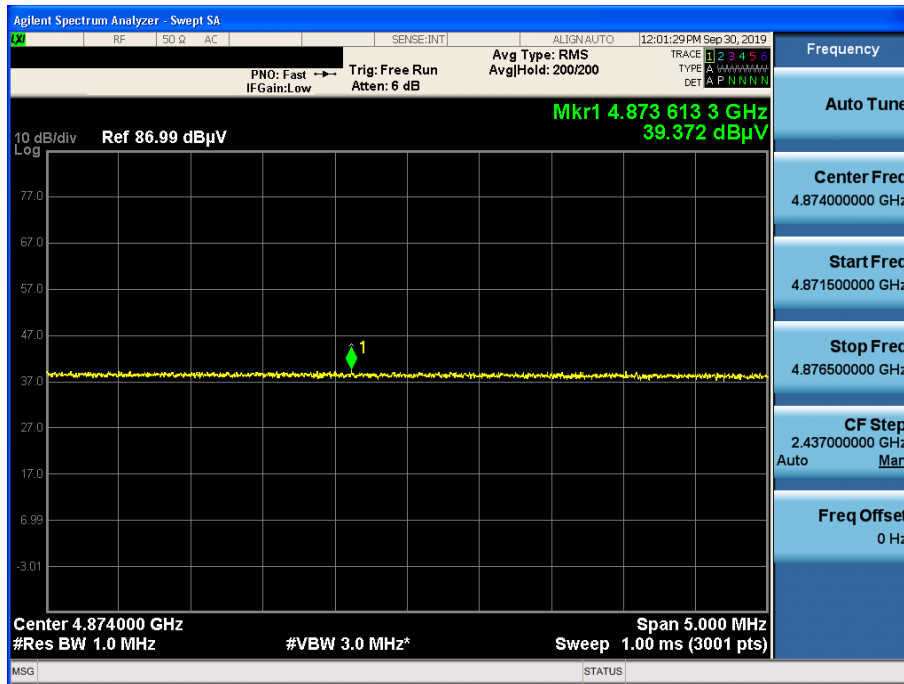 Agilent Spectrum Analyzer - Swept SA
LXI RF 50 Ω AC SENSE:INT ALIGN AUTO 12:01:29 PM Sep 30, 2019
PNO: Fast Trig: Free Run Avg Type: RMS TRACE 1 2 3 4 5 6
IFGain:Low Atten: 6 dB Avg|Hold: 200/200 TYPE A WWWWW
DET A P N N N N
Mkr1 4.873 613 3 GHz
39.372 dBµV
10 dB/div Ref 86.99 dBµV
Log
77.0
67.0
57.0
47.0
1
37.0
27.0
17.0
6.99
-3.01
Center 4.874000 GHz Span 5.000 MHz
#Res BW 1.0 MHz #VBW 3.0 MHz* Sweep 1.00 ms (3001 pts)
MSG STATUS
Frequency
Auto Tune
Center Freq
4.874000000 GHz
Start Freq
4.871500000 GHz
Stop Freq
4.876500000 GHz
CF Step
2.437000000 GHz
Auto Man
Freq Offset
0 Hz